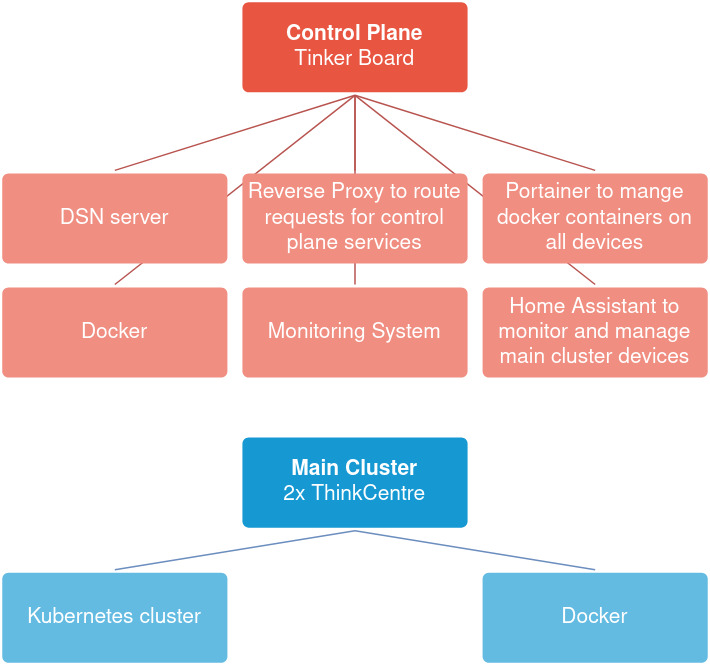 Control Plane
Tinker Board
DSN server
Reverse Proxy to route
requests for control
plane services
Portainer to mange
docker containers on
all devices
Docker
Monitoring System
Home Assistant to
monitor and manage
main cluster devices
Main Cluster
2x ThinkCentre
Kubernetes cluster
Docker